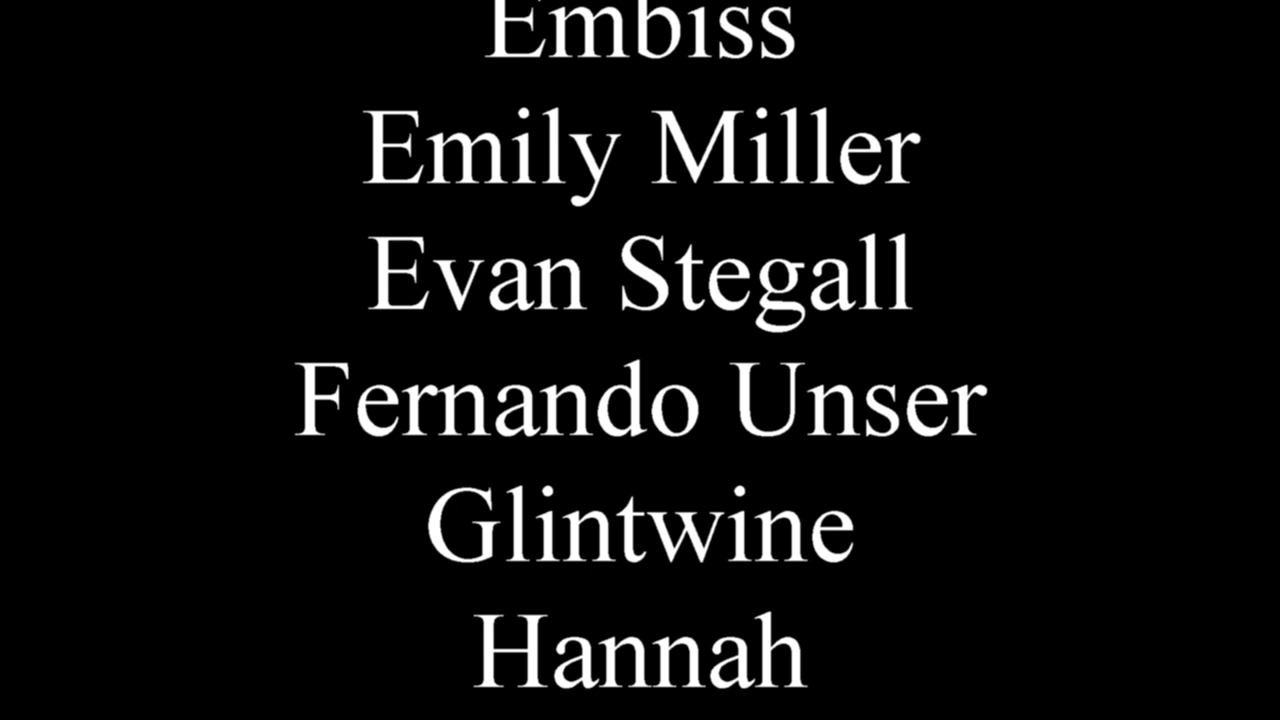 Embiss
Emily Miller
Evan Stegall
Fernando Unser
Glintwine
Hannah